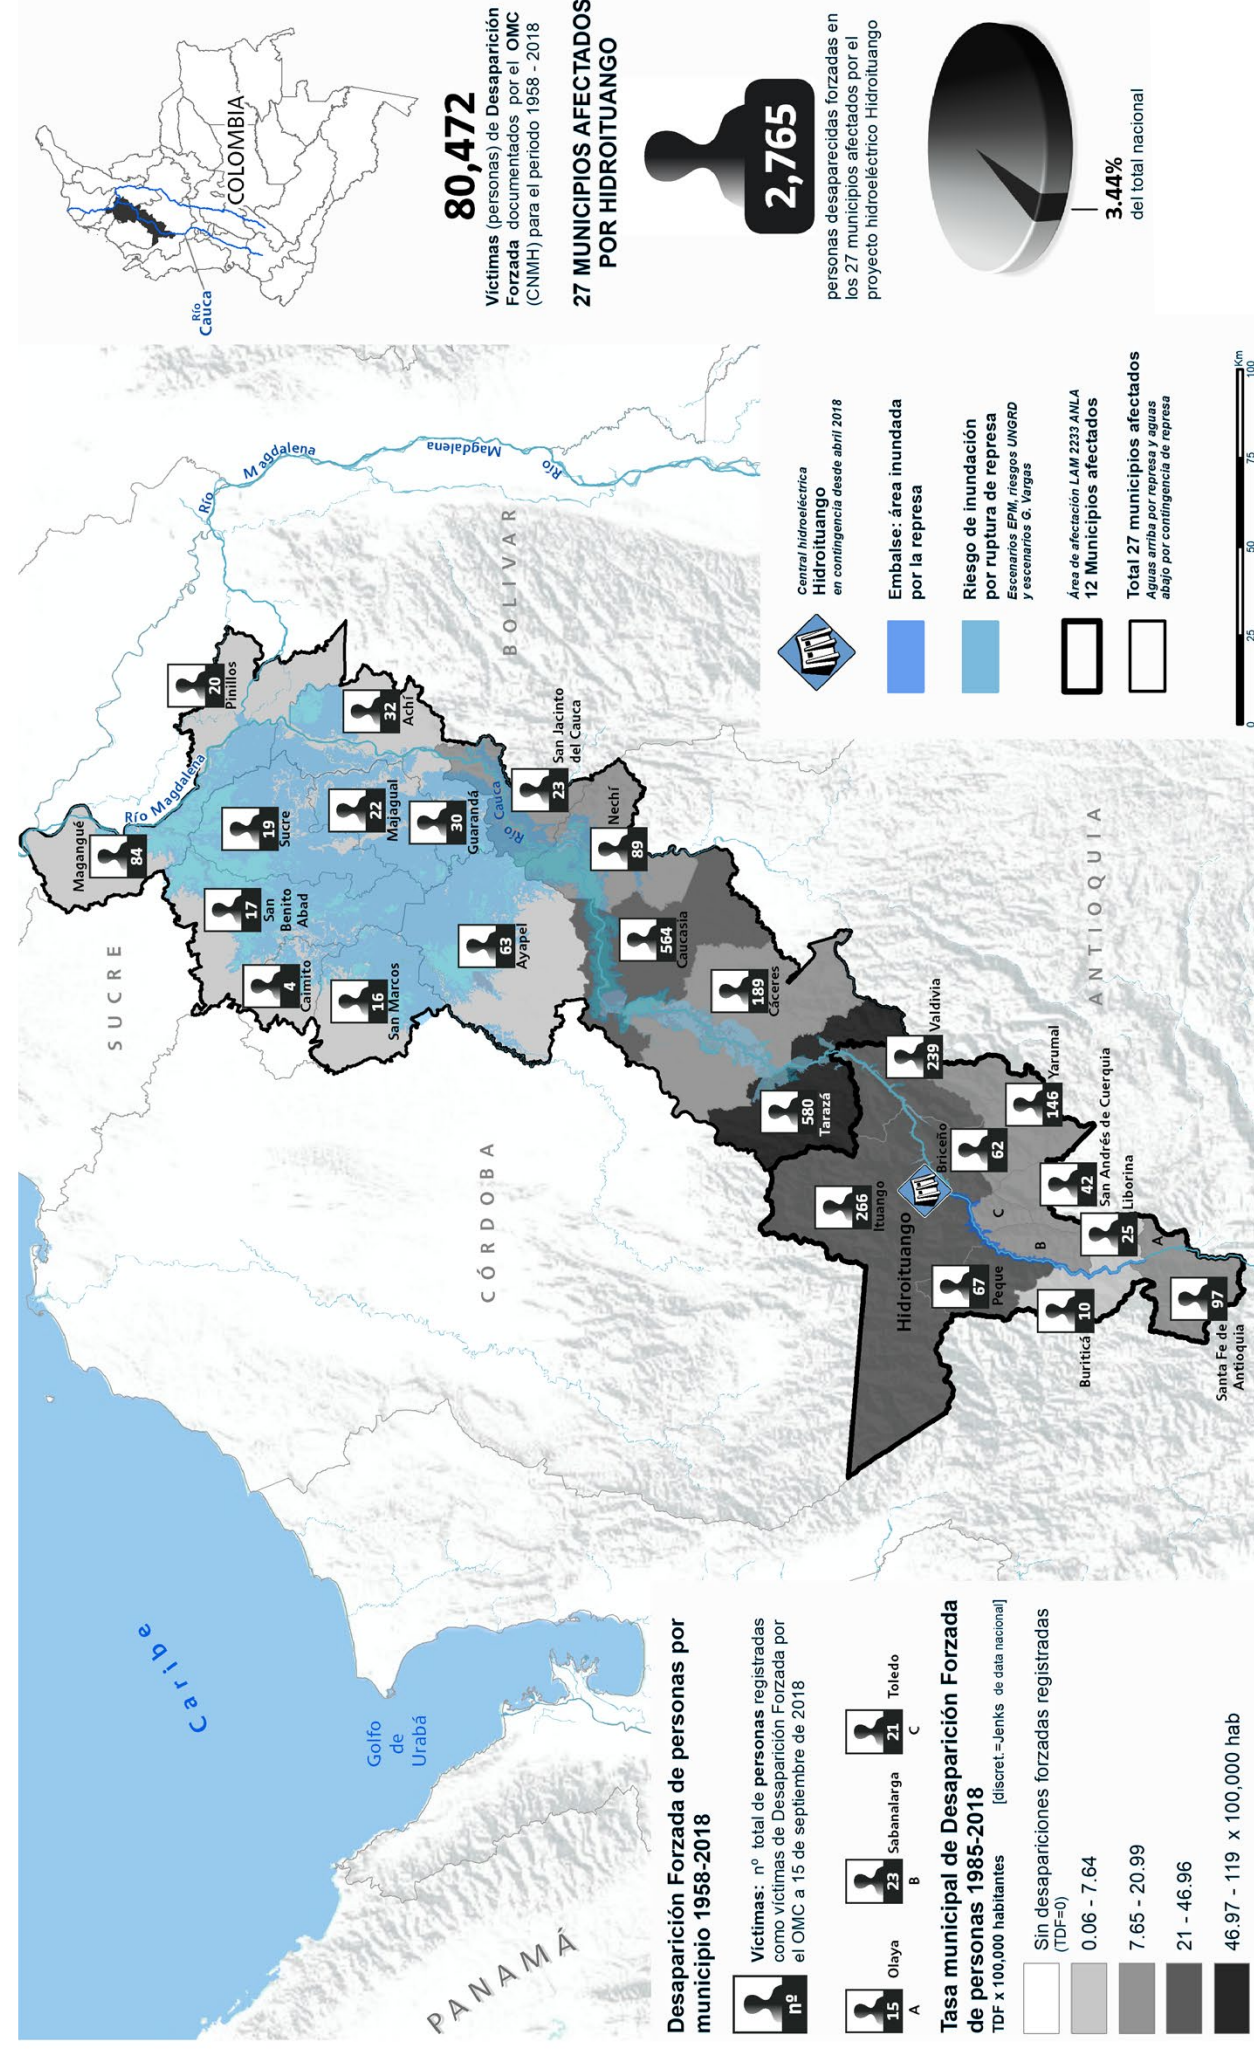 Caribe
Golfo
de
Urabá
PANAMÁ
SUCRE
CÓRDOBA
BOLIVAR
ANTIOQUIA
Magangué
84
Río Magdalena
20
Pinillos
17
San
Benito
Abad
19
Sucre
4
Caimito
16
San Marcos
22
Majagual
32
Achí
30
Guarandá
Río
Cauca
63
Ayapel
23
San Jacinto
del Cauca
Nechí
89
564
Caucasia
189
Cáceres
580
Tarazá
239
Valdivia
266
Ituango
Hidroituango
Briceño
62
146
Yarumal
67
Peque
42
San Andrés de Cuerquia
25
Liborina
10
Buriticá
97
Santa Fe de
Antioquia
A
B
C
Río
Magdalena
Magdalena
Río
Desaparición Forzada de personas por
municipio 1958-2018
nº
Víctimas: nº total de personas registradas
como víctimas de Desaparición Forzada por
el OMC a 15 de septiembre de 2018
15
Olaya
A
23
Sabanalarga
B
21
Toledo
C
Tasa municipal de Desaparición Forzada
de personas 1985-2018
TDF x 100,000 habitantes [discret.=Jenks de data nacional]
Sin desapariciones forzadas registradas
(TDF=0)
0.06 - 7.64
7.65 - 20.99
21 - 46.96
46.97 - 119 x 100,000 hab
Central hidroeléctrica
Hidroituango
en contingencia desde abril 2018
Embalse: área inundada
por la represa
Riesgo de inundación
por ruptura de represa
Escenarios EPM, riesgos UNGRD
y escenarios G. Vargas
Área de afectación LAM 2233 ANLA
12 Municipios afectados
Total 27 municipios afectados
Aguas arriba por represa y aguas
abajo por contingencia de represa
0 25 50 75 100
Km
COLOMBIA
Río
Cauca
80,472
Víctimas (personas) de Desaparición
Forzada documentados por el OMC
(CNMH) para el periodo 1958 - 2018
27 MUNICIPIOS AFECTADOS
POR HIDROITUANGO
2,765
personas desaparecidas forzadas en
los 27 municipios afectados por el
proyecto hidroeléctrico Hidroituango
3.44%
del total nacional